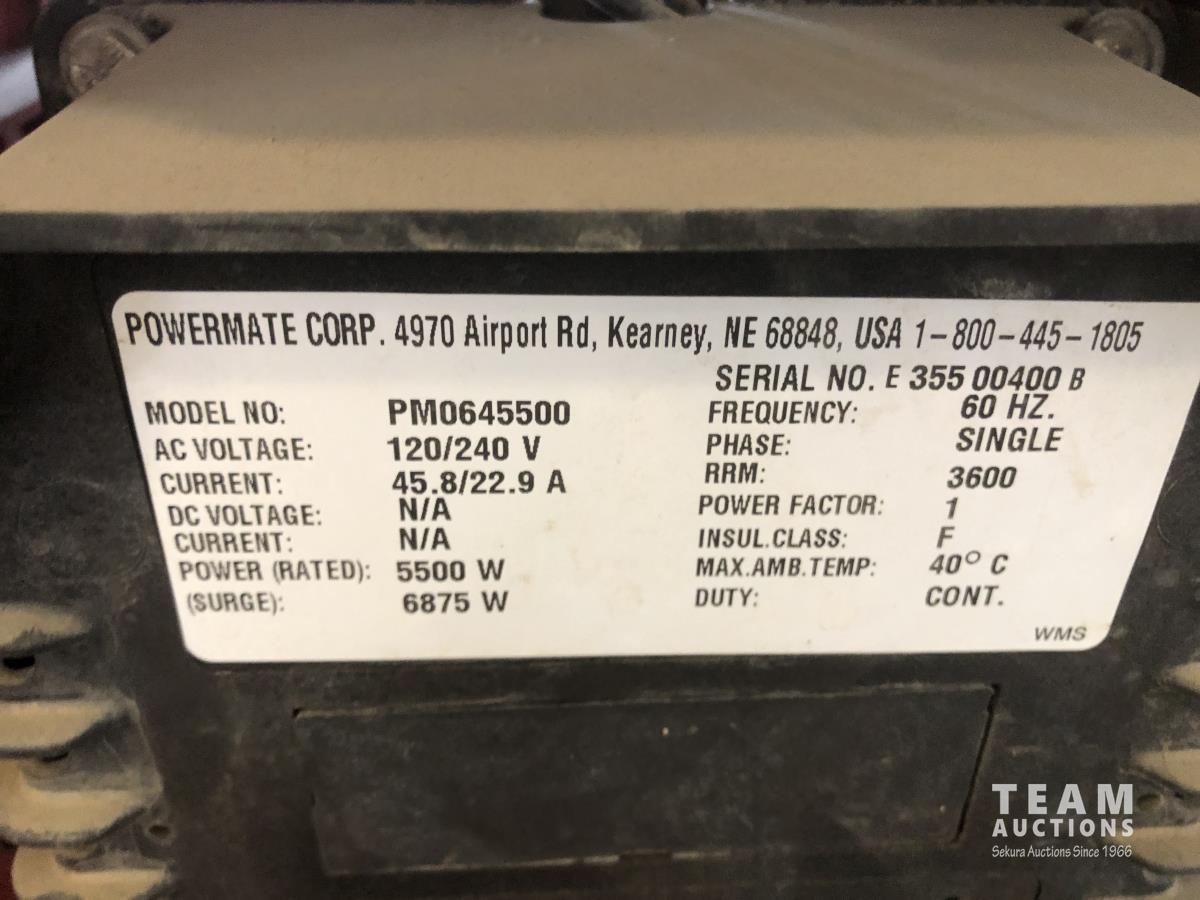 POWERMATE CORP. 4970 Airport Rd, Kearney, NE 68848, USA 1-800-445-1805
SERIAL NO. E 355 00400 B
MODEL NO: PM0645500 FREQUENCY: 60 HZ.
AC VOLTAGE: 120/240 V PHASE: SINGLE
CURRENT: 45.8/22.9 A RRM: 3600
DC VOLTAGE: N/A POWER FACTOR: 1
CURRENT: N/A INSUL.CLASS: F
POWER (RATED): 5500 W MAX.AMB.TEMP: 40° C
(SURGE): 6875 W DUTY: CONT.
WMS
TEAM
AUCTIONS
Sekura Auctions Since 1966